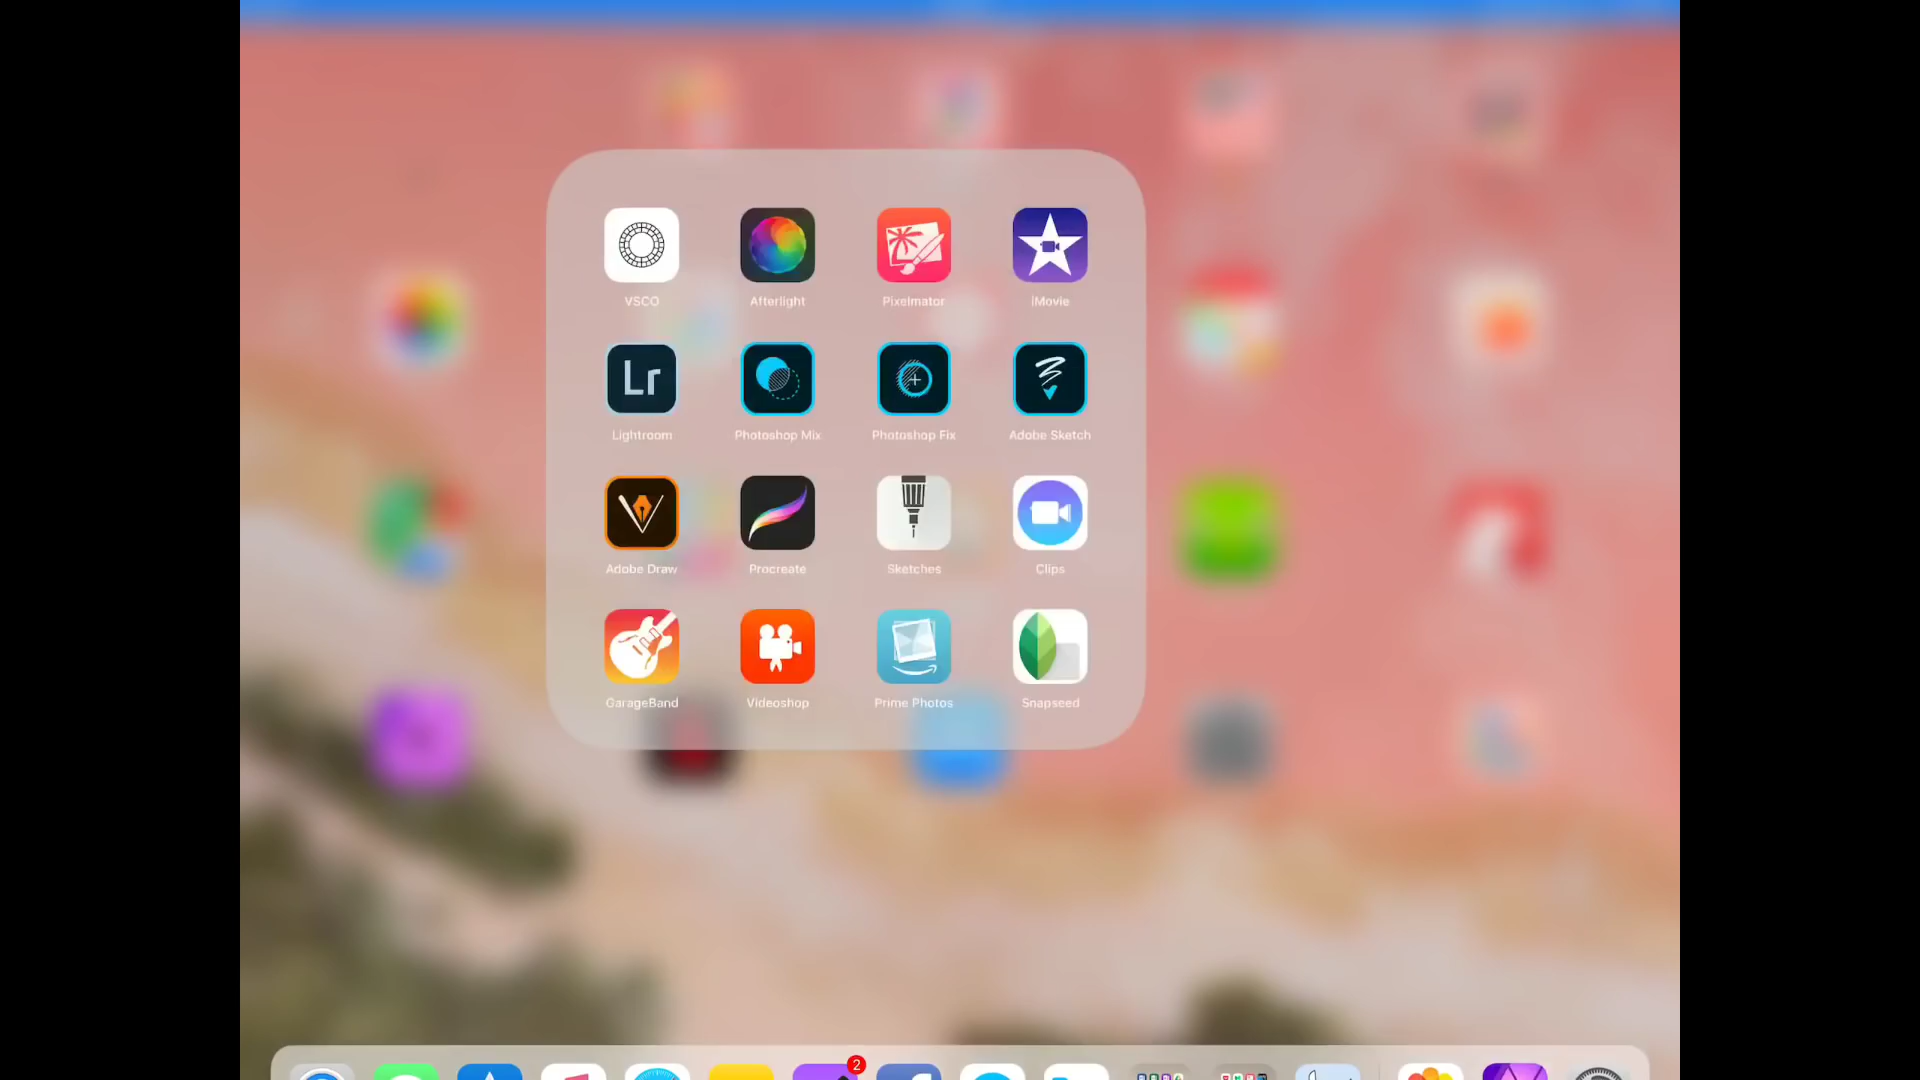 VSCO
Afterlight
Pixelmator
iMovie
Lr
Lightroom
Photoshop Mix
Photoshop Fix
Adobe Sketch
Adobe Draw
Procreate
Sketches
Clips
GarageBand
Videoshop
Prime Photos
Snapseed
2